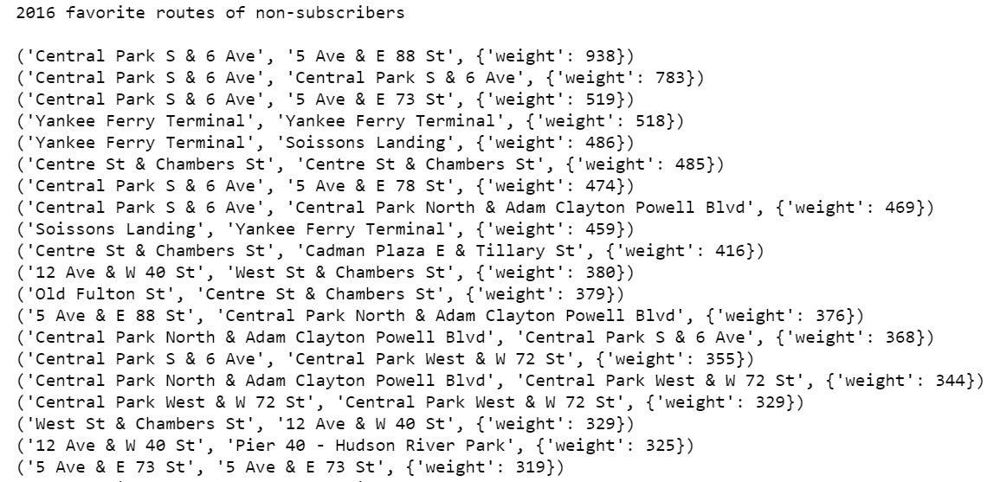 2016 favorite routes of non-subscribers
('Central Park S & 6 Ave', '5 Ave & E 88 St', {'weight': 938})
('Central Park S & 6 Ave', 'Central Park S & 6 Ave', {'weight': 783})
('Central Park S & 6 Ave', '5 Ave & E 73 St', {'weight': 519})
('Yankee Ferry Terminal', 'Yankee Ferry Terminal', {'weight': 518})
('Yankee Ferry Terminal', 'Soissons Landing', {'weight': 486})
('Centre St & Chambers St', 'Centre St & Chambers St', {'weight': 485})
('Central Park S & 6 Ave', '5 Ave & E 78 St', {'weight': 474})
('Central Park S & 6 Ave', 'Central Park North & Adam Clayton Powell Blvd', {'weight': 469})
('Soissons Landing', 'Yankee Ferry Terminal', {'weight': 459})
('Centre St & Chambers St', 'Cadman Plaza E & Tillary St', {'weight': 416})
('12 Ave & W 40 St', 'West St & Chambers St', {'weight': 380})
('Old Fulton St', 'Centre St & Chambers St', {'weight': 379})
('5 Ave & E 88 St', 'Central Park North & Adam Clayton Powell Blvd', {'weight': 376})
('Central Park North & Adam Clayton Powell Blvd', 'Central Park S & 6 Ave', {'weight': 368})
('Central Park S & 6 Ave', 'Central Park West & W 72 St', {'weight': 355})
('Central Park North & Adam Clayton Powell Blvd', 'Central Park West & W 72 St', {'weight': 344})
('Central Park West & W 72 St', 'Central Park West & W 72 St', {'weight': 329})
('West St & Chambers St', '12 Ave & W 40 St', {'weight': 329})
('12 Ave & W 40 St', 'Pier 40 - Hudson River Park', {'weight': 325})
('5 Ave & E 73 St', '5 Ave & E 73 St', {'weight': 319})